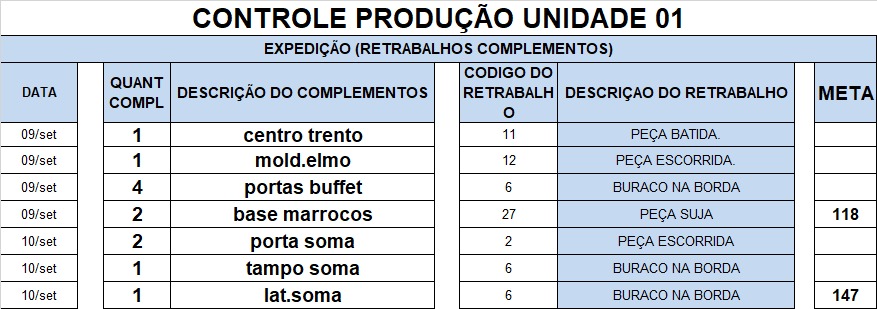 CONTROLE PRODUÇÃO UNIDADE 01
EXPEDIÇÃO (RETRABALHOS COMPLEMENTOS)
DATA QUANT COMPL DESCRIÇÃO DO COMPLEMENTOS CODIGO DO RETRABALHO DESCRIÇAO DO RETRABALHO META
09/set 1 centro trento 11 PEÇA BATIDA.
09/set 1 mold.elmo 12 PEÇA ESCORRIDA.
09/set 4 portas buffet 6 BURACO NA BORDA
09/set 2 base marrocos 27 PEÇA SUJA 118
10/set 2 porta soma 2 PEÇA ESCORRIDA
10/set 1 tampo soma 6 BURACO NA BORDA
10/set 1 lat.soma 6 BURACO NA BORDA 147